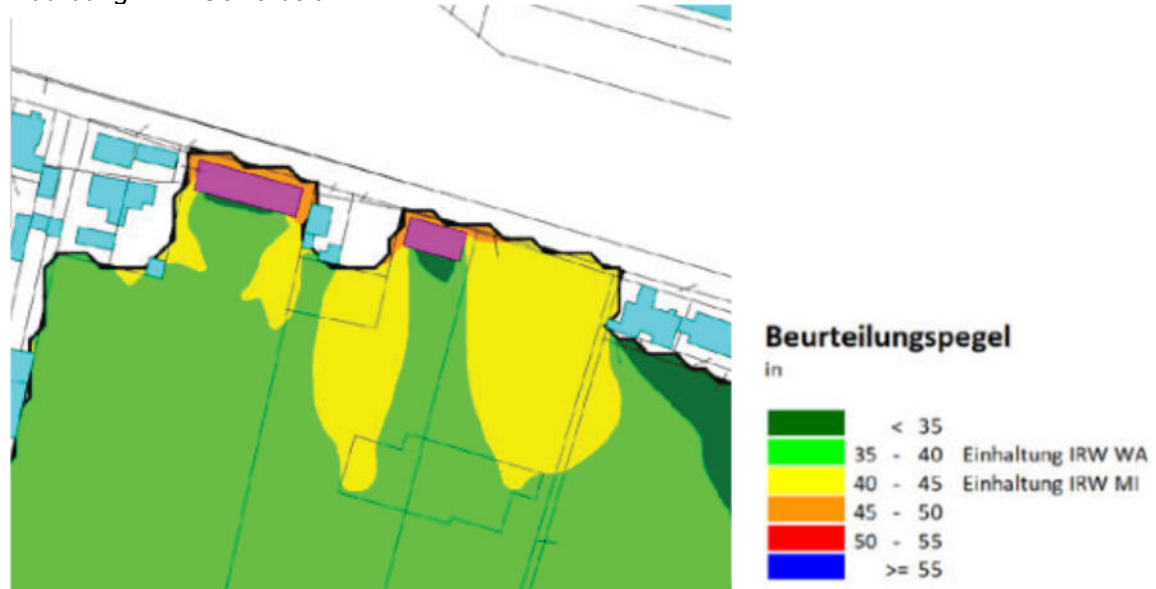 Beurteilungspegel
in
< 35
35 - 40 Einhaltung IRW WA
40 - 45 Einhaltung IRW MI
45 - 50
50 - 55
>= 55